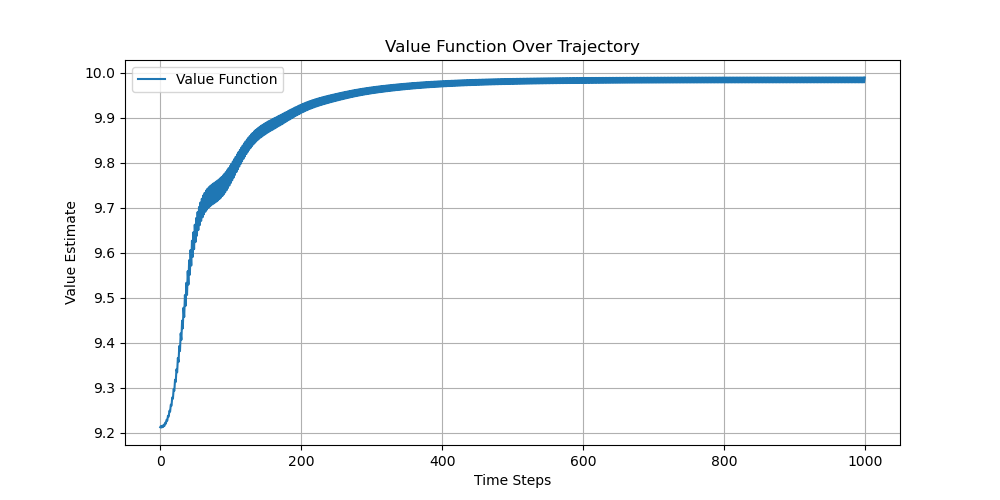 Value Function Over Trajectory
Value Function
Value Estimate
10.0
9.9
9.8
9.7
9.6
9.5
9.4
9.3
9.2
0 200 400 600 800 1000
Time Steps